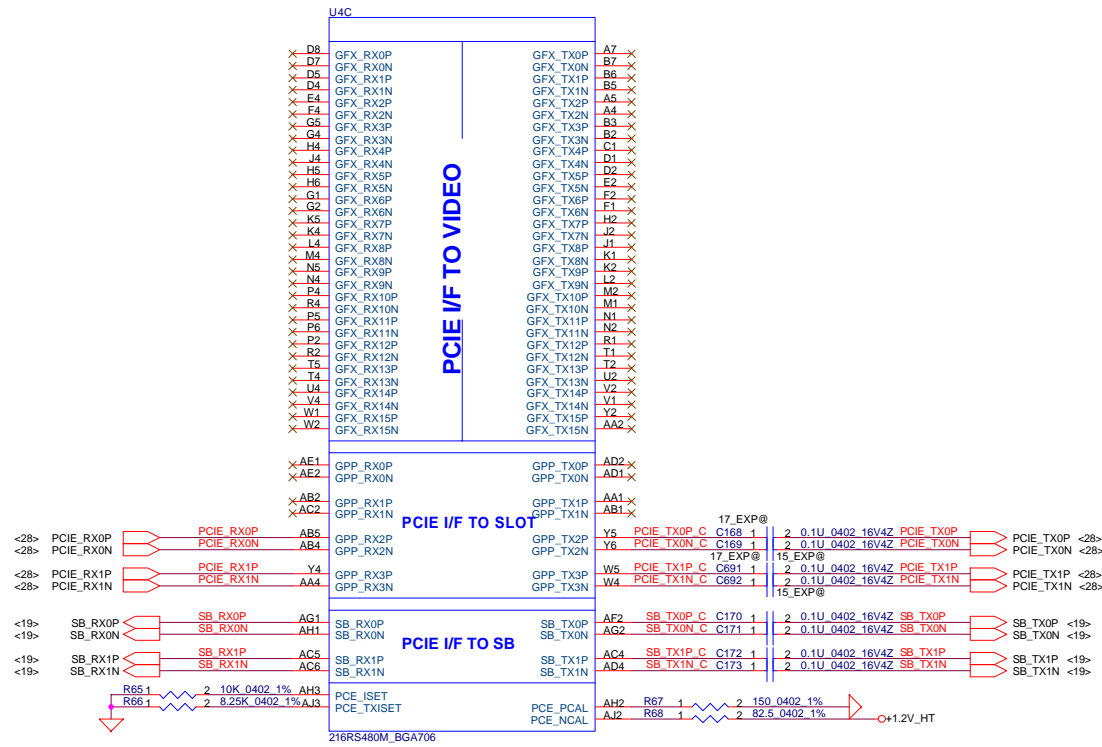 U4C
D8 GFX_RX0P GFX_TX0P A7
D7 GFX_RX0N GFX_TX0N B7
D5 GFX_RX1P GFX_TX1P B6
D4 GFX_RX1N GFX_TX1N B5
E4 GFX_RX2P GFX_TX2P A5
F4 GFX_RX2N GFX_TX2N A4
G5 GFX_RX3P GFX_TX3P B3
G4 GFX_RX3N GFX_TX3N B2
H4 GFX_RX4P GFX_TX4P C1
J4 GFX_RX4N GFX_TX4N D1
H5 GFX_RX5P GFX_TX5P D2
H6 GFX_RX5N GFX_TX5N E2
G1 GFX_RX6P GFX_TX6P F2
G2 GFX_RX6N GFX_TX6N F1
K5 GFX_RX7P GFX_TX7P H2
K4 GFX_RX7N GFX_TX7N J2
L4 GFX_RX8P GFX_TX8P J1
M4 GFX_RX8N GFX_TX8N K1
N5 GFX_RX9P GFX_TX9P K2
N4 GFX_RX9N GFX_TX9N L2
P4 GFX_RX10P GFX_TX10P M2
R4 GFX_RX10N GFX_TX10N M1
P5 GFX_RX11P GFX_TX11P N1
P6 GFX_RX11N GFX_TX11N N2
P2 GFX_RX12P GFX_TX12P R1
R2 GFX_RX12N GFX_TX12N T1
T5 GFX_RX13P GFX_TX13P T2
T4 GFX_RX13N GFX_TX13N U2
U4 GFX_RX14P GFX_TX14P V2
V4 GFX_RX14N GFX_TX14N V1
W1 GFX_RX15P GFX_TX15P Y2
W2 GFX_RX15N GFX_TX15N AA2
PCIE I/F TO VIDEO
AE1 GPP_RX0P GPP_TX0P AD2
AE2 GPP_RX0N GPP_TX0N AD1
AB2 GPP_RX1P GPP_TX1P AA1
AC2 GPP_RX1N GPP_TX1N AB1
PCIE I/F TO SLOT
17_EXP@
<28> PCIE_RX0P PCIE_RX0P AB5 GPP_RX2P GPP_TX2P Y5 PCIE_TX0P_C C168 1 2 0.1U_0402_16V4Z PCIE_TX0P PCIE_TX0P <28>
<28> PCIE_RX0N PCIE_RX0N AB4 GPP_RX2N GPP_TX2N Y6 PCIE_TX0N_C C169 1 2 0.1U_0402_16V4Z PCIE_TX0N PCIE_TX0N <28>
17_EXP@ 15_EXP@
<28> PCIE_RX1P PCIE_RX1P Y4 GPP_RX3P GPP_TX3P W5 PCIE_TX1P_C C691 1 2 0.1U_0402_16V4Z PCIE_TX1P PCIE_TX1P <28>
<28> PCIE_RX1N PCIE_RX1N AA4 GPP_RX3N GPP_TX3N W4 PCIE_TX1N_C C692 1 2 0.1U_0402_16V4Z PCIE_TX1N PCIE_TX1N <28>
15_EXP@
<19> SB_RX0P SB_RX0P AG1 SB_RX0P SB_TX0P AF2 SB_TX0P_C C170 1 2 0.1U_0402_16V4Z SB_TX0P SB_TX0P <19>
<19> SB_RX0N SB_RX0N AH1 SB_RX0N SB_TX0N AG2 SB_TX0N_C C171 1 2 0.1U_0402_16V4Z SB_TX0N SB_TX0N <19>
PCIE I/F TO SB
<19> SB_RX1P SB_RX1P AC5 SB_RX1P SB_TX1P AC4 SB_TX1P_C C172 1 2 0.1U_0402_16V4Z SB_TX1P SB_TX1P <19>
<19> SB_RX1N SB_RX1N AC6 SB_RX1N SB_TX1N AD4 SB_TX1N_C C173 1 2 0.1U_0402_16V4Z SB_TX1N SB_TX1N <19>
R65 1 2 10K_0402_1% AH3 PCE_ISET
R66 1 2 8.25K_0402_1% AJ3 PCE_TXISET
PCE_PCAL AH2 R67 1 2 150_0402_1%
PCE_NCAL AJ2 R68 1 2 82.5_0402_1% +1.2V_HT
216RS480M_BGA706